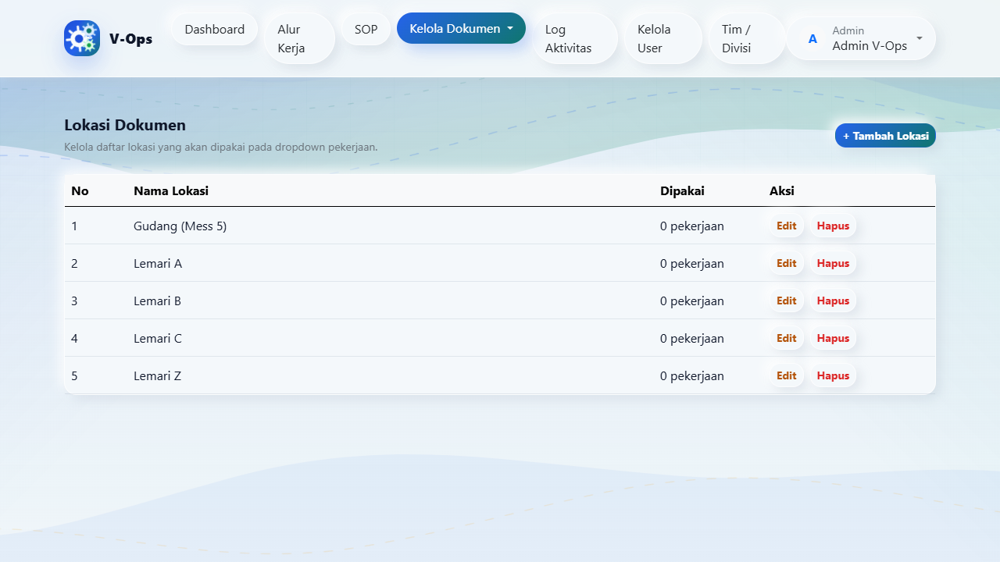 V-Ops
Dashboard
Alur
Kerja
SOP
Kelola Dokumen
Log
Aktivitas
Kelola
User
Tim /
Divisi
A
Admin
Admin V-Ops
Lokasi Dokumen
Kelola daftar lokasi yang akan dipakai pada dropdown pekerjaan.
+ Tambah Lokasi
No Nama Lokasi Dipakai Aksi
1 Gudang (Mess 5) 0 pekerjaan Edit Hapus
2 Lemari A 0 pekerjaan Edit Hapus
3 Lemari B 0 pekerjaan Edit Hapus
4 Lemari C 0 pekerjaan Edit Hapus
5 Lemari Z 0 pekerjaan Edit Hapus